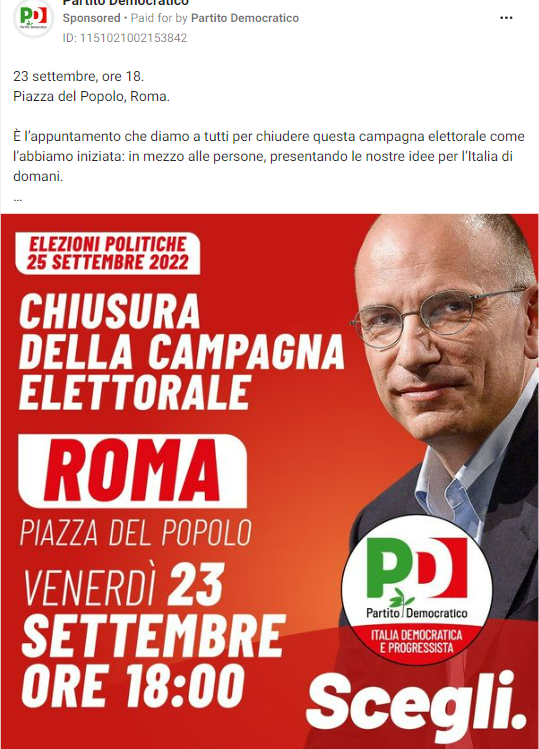 Partito Democratico
Sponsored • Paid for by Partito Democratico
ID: 1151021002153842
23 settembre, ore 18.
Piazza del Popolo, Roma.
È l'appuntamento che diamo a tutti per chiudere questa campagna elettorale come
l'abbiamo iniziata: in mezzo alle persone, presentando le nostre idee per l'Italia di
domani.
...
ELEZIONI POLITICHE
25 SETTEMBRE 2022
CHIUSURA
DELLA CAMPAGNA
ELETTORALE
ROMA
PIAZZA DEL POPOLO
VENERDÌ 23
SETTEMBRE
ORE 18:00
PD
Partito Democratico
ITALIA DEMOCRATICA
E PROGRESSISTA
Scegli.